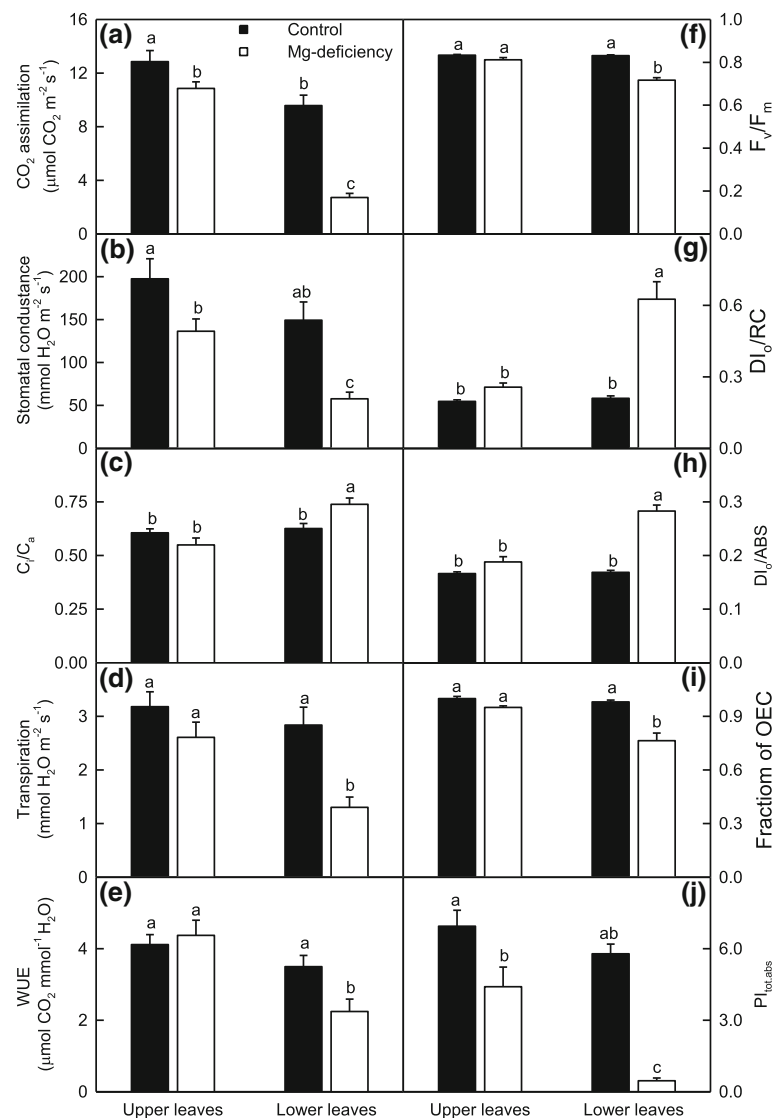 (a)
■ Control
□ Mg-deficiency
CO₂ assimilation
(μmol CO₂ m⁻² s⁻¹)
16
12
8
4
0
a
b
b
c
(f)
Fᵥ/Fₘ
1.0
0.8
0.6
0.4
0.2
0.0
a
a
a
b
(b)
Stomatal condustance
(mmol H₂O m⁻² s⁻¹)
200
150
100
50
0
a
b
ab
c
(g)
DIₒ/RC
0.6
0.3
0.0
b
b
b
a
(c)
Cᵢ/Cₐ
0.75
0.50
0.25
0.00
b
b
b
a
(h)
DIₒ/ABS
0.3
0.2
0.1
0.0
b
b
b
a
(d)
Transpiration
(mmol H₂O m⁻² s⁻¹)
3
2
1
0
a
a
a
b
(i)
Fractiom of OEC
0.9
0.6
0.3
0.0
a
a
a
b
(e)
WUE
(μmol CO₂ mmol⁻¹ H₂O)
4
2
0
a
a
a
b
(j)
PI_tot,abs
6.0
3.0
0.0
a
b
ab
c
Upper leaves Lower leaves Upper leaves Lower leaves